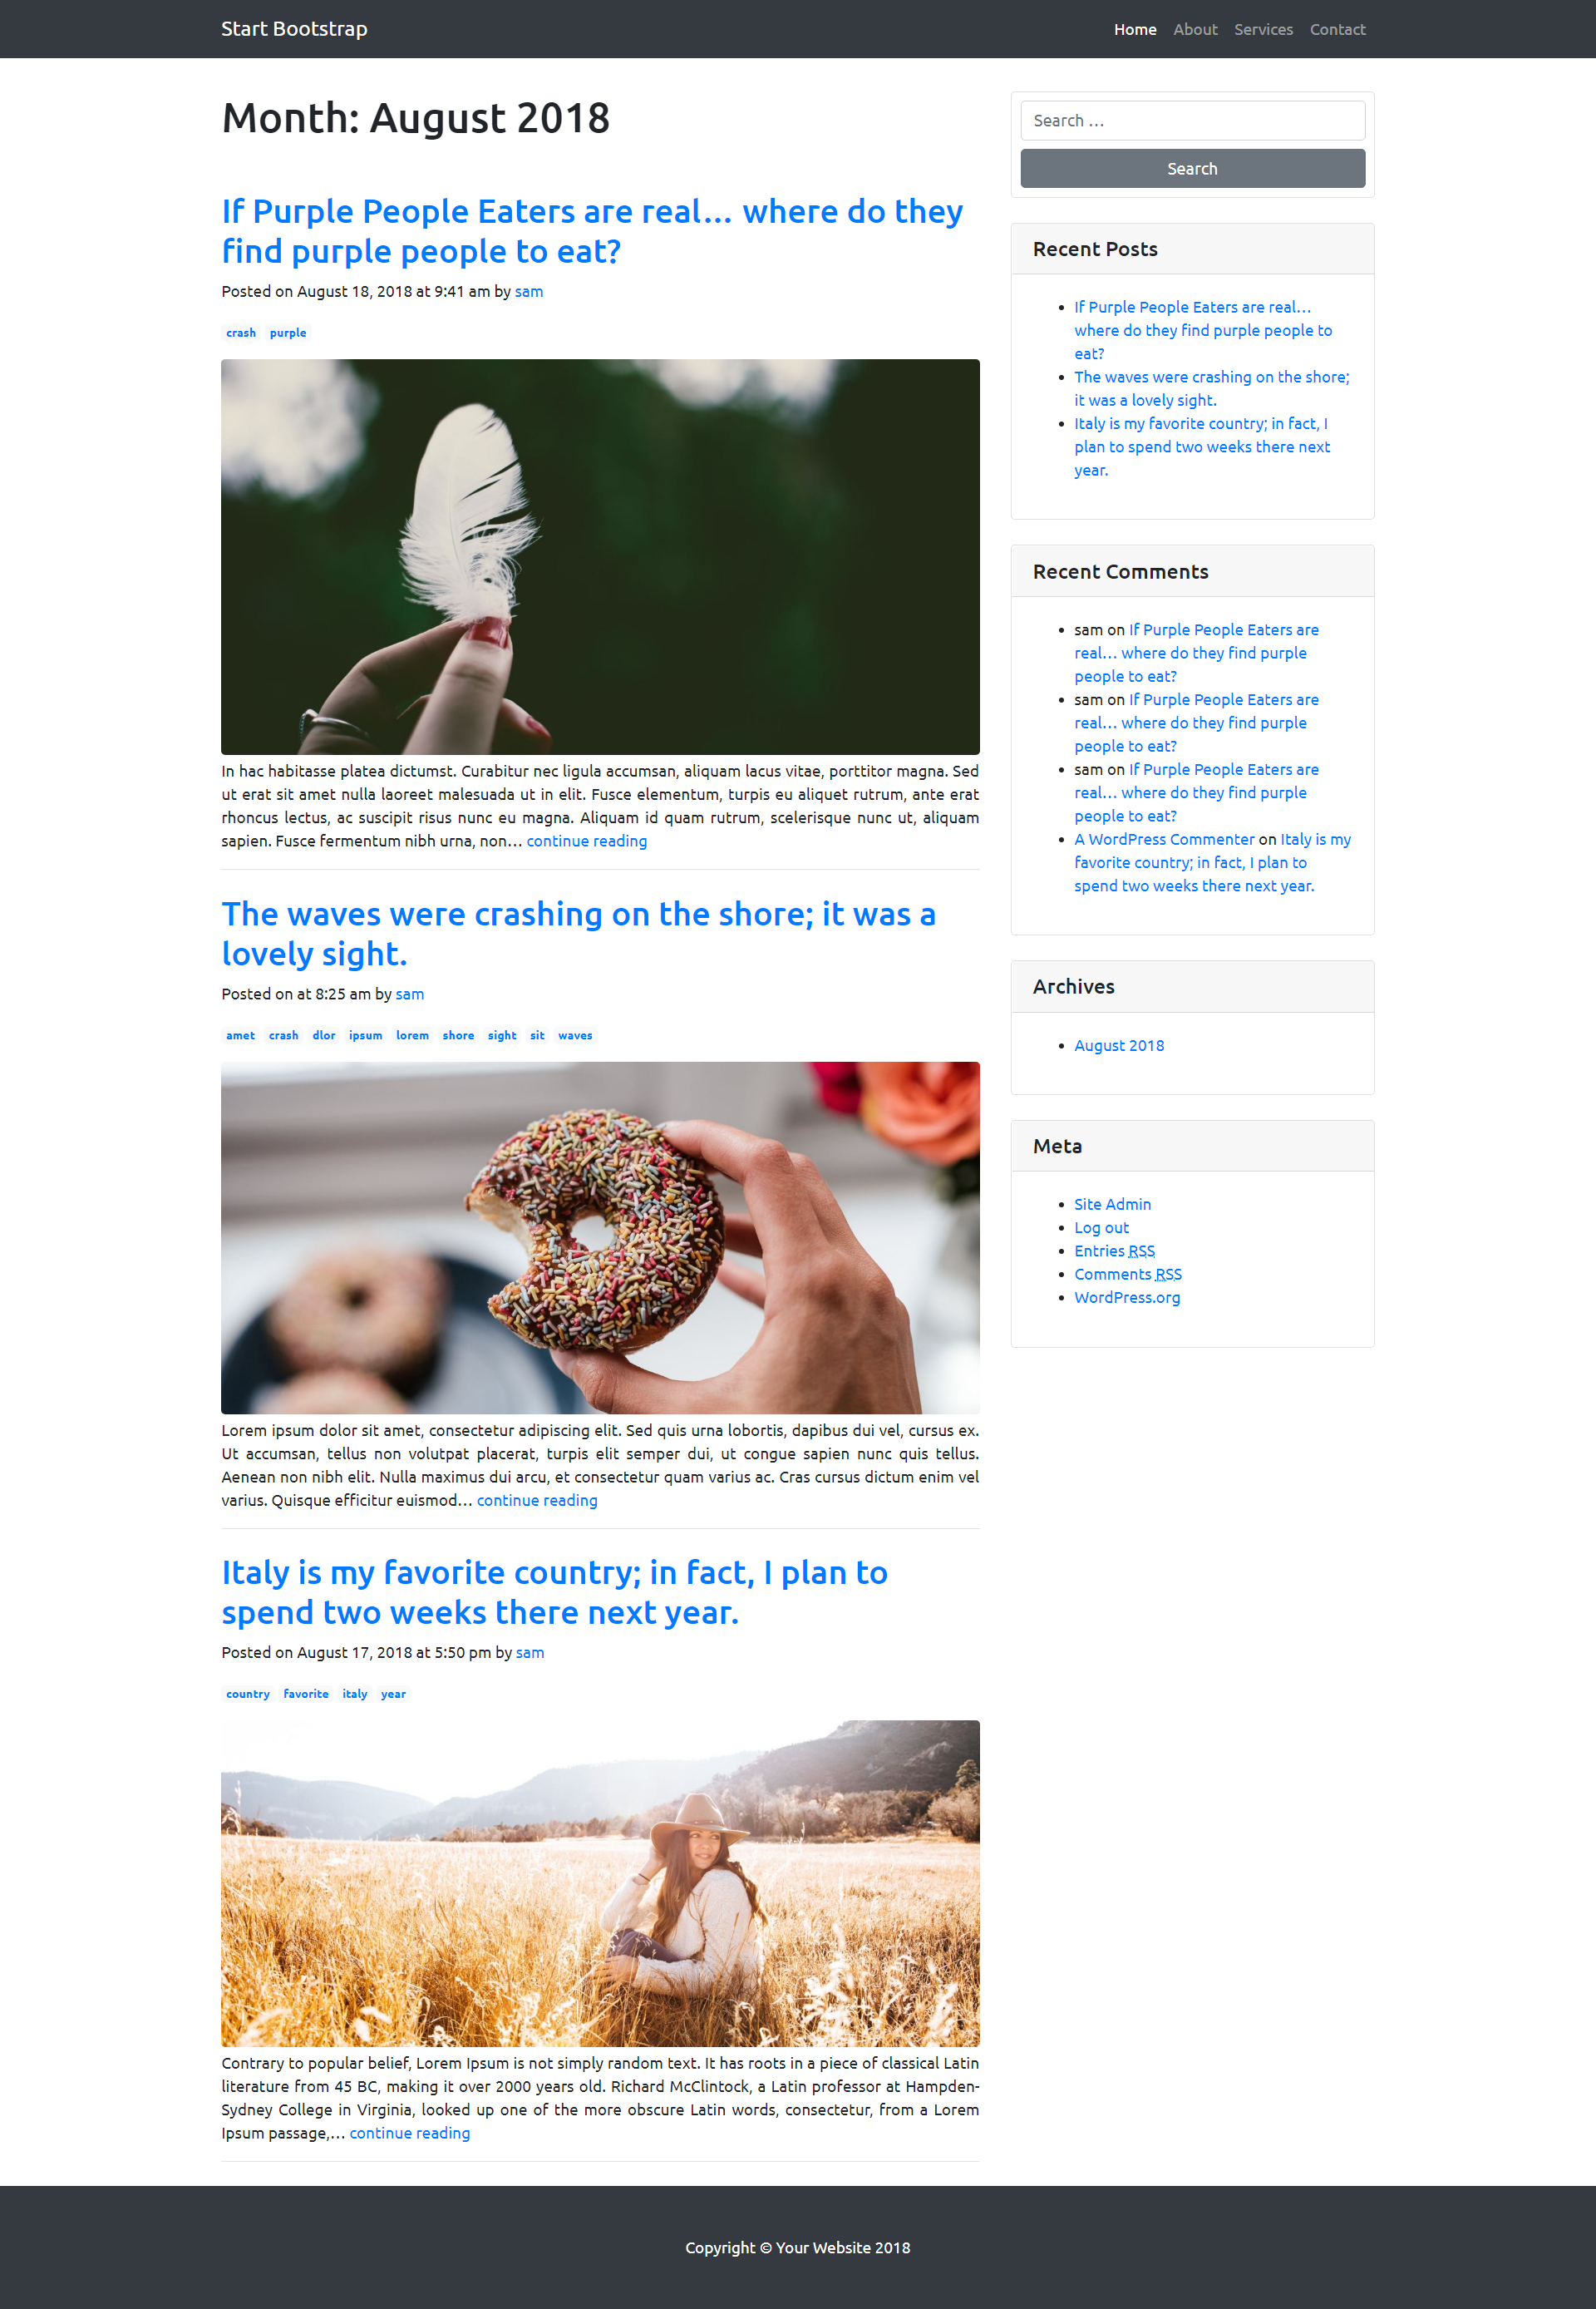 Start Bootstrap
Home About Services Contact
Month: August 2018
If Purple People Eaters are real… where do they
find purple people to eat?
Posted on August 18, 2018 at 9:41 am by sam
crash purple
In hac habitasse platea dictumst. Curabitur nec ligula accumsan, aliquam lacus vitae, porttitor magna. Sed
ut erat sit amet nulla laoreet malesuada ut in elit. Fusce elementum, turpis eu aliquet rutrum, ante erat
rhoncus lectus, ac suscipit risus nunc eu magna. Aliquam id quam rutrum, scelerisque nunc ut, aliquam
sapien. Fusce fermentum nibh urna, non… continue reading
The waves were crashing on the shore; it was a
lovely sight.
Posted on at 8:25 am by sam
amet crash dlor ipsum lorem shore sight sit waves
Lorem ipsum dolor sit amet, consectetur adipiscing elit. Sed quis urna lobortis, dapibus dui vel, cursus ex.
Ut accumsan, tellus non volutpat placerat, turpis elit semper dui, ut congue sapien nunc quis tellus.
Aenean non nibh elit. Nulla maximus dui arcu, et consectetur quam varius ac. Cras cursus dictum enim vel
varius. Quisque efficitur euismod… continue reading
Italy is my favorite country; in fact, I plan to
spend two weeks there next year.
Posted on August 17, 2018 at 5:50 pm by sam
country favorite italy year
Contrary to popular belief, Lorem Ipsum is not simply random text. It has roots in a piece of classical Latin
literature from 45 BC, making it over 2000 years old. Richard McClintock, a Latin professor at Hampden-
Sydney College in Virginia, looked up one of the more obscure Latin words, consectetur, from a Lorem
Ipsum passage,… continue reading
Search …
Search
Recent Posts
If Purple People Eaters are real…
where do they find purple people to
eat?
The waves were crashing on the shore;
it was a lovely sight.
Italy is my favorite country; in fact, I
plan to spend two weeks there next
year.
Recent Comments
sam on If Purple People Eaters are
real… where do they find purple
people to eat?
sam on If Purple People Eaters are
real… where do they find purple
people to eat?
sam on If Purple People Eaters are
real… where do they find purple
people to eat?
A WordPress Commenter on Italy is my
favorite country; in fact, I plan to
spend two weeks there next year.
Archives
August 2018
Meta
Site Admin
Log out
Entries RSS
Comments RSS
WordPress.org
Copyright © Your Website 2018